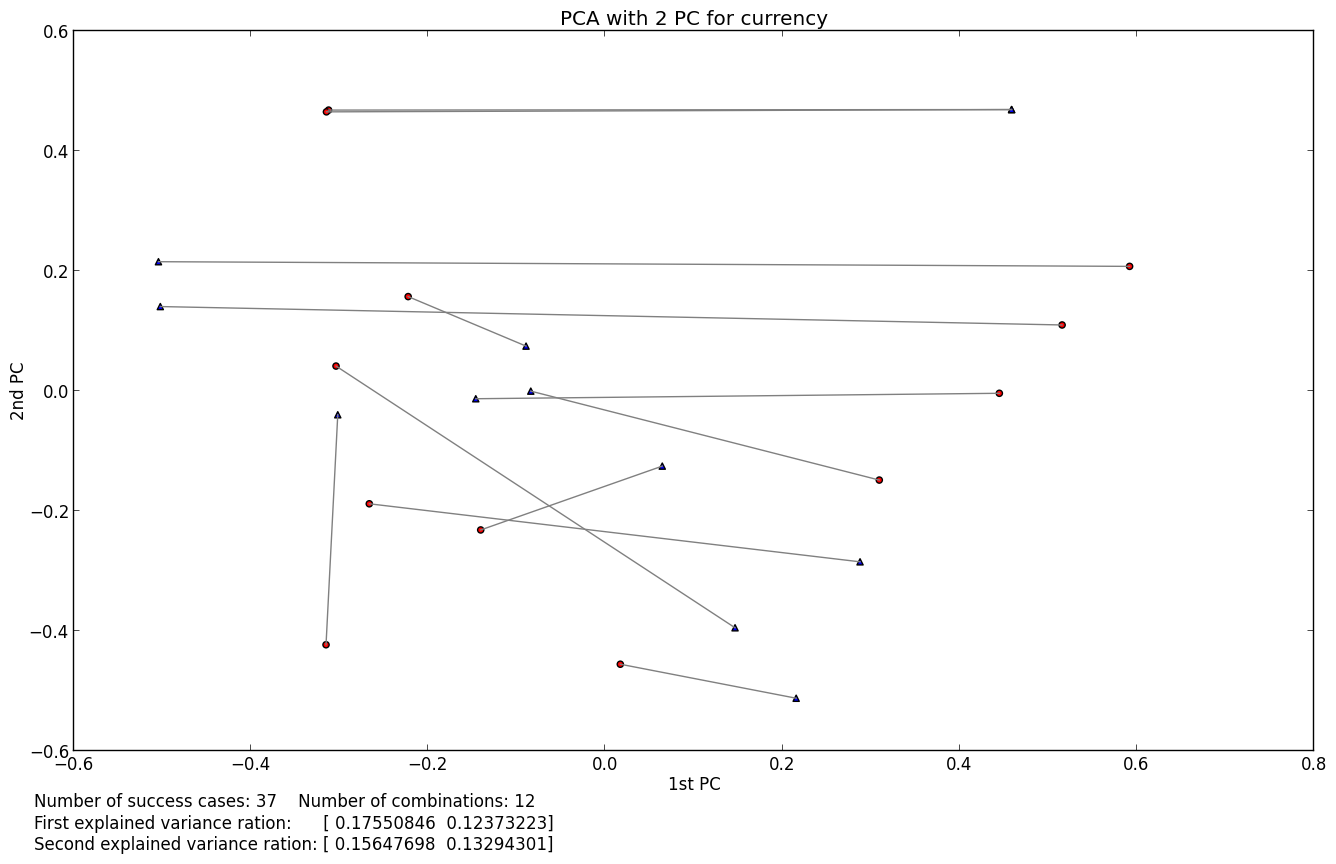 PCA with 2 PC for currency
0.6
0.4
0.2
0.0
−0.2
−0.4
−0.6
2nd PC
−0.6 −0.4 −0.2 0.0 0.2 0.4 0.6 0.8
1st PC
Number of success cases: 37 Number of combinations: 12
First explained variance ration: [ 0.17550846 0.12373223]
Second explained variance ration: [ 0.15647698 0.13294301]